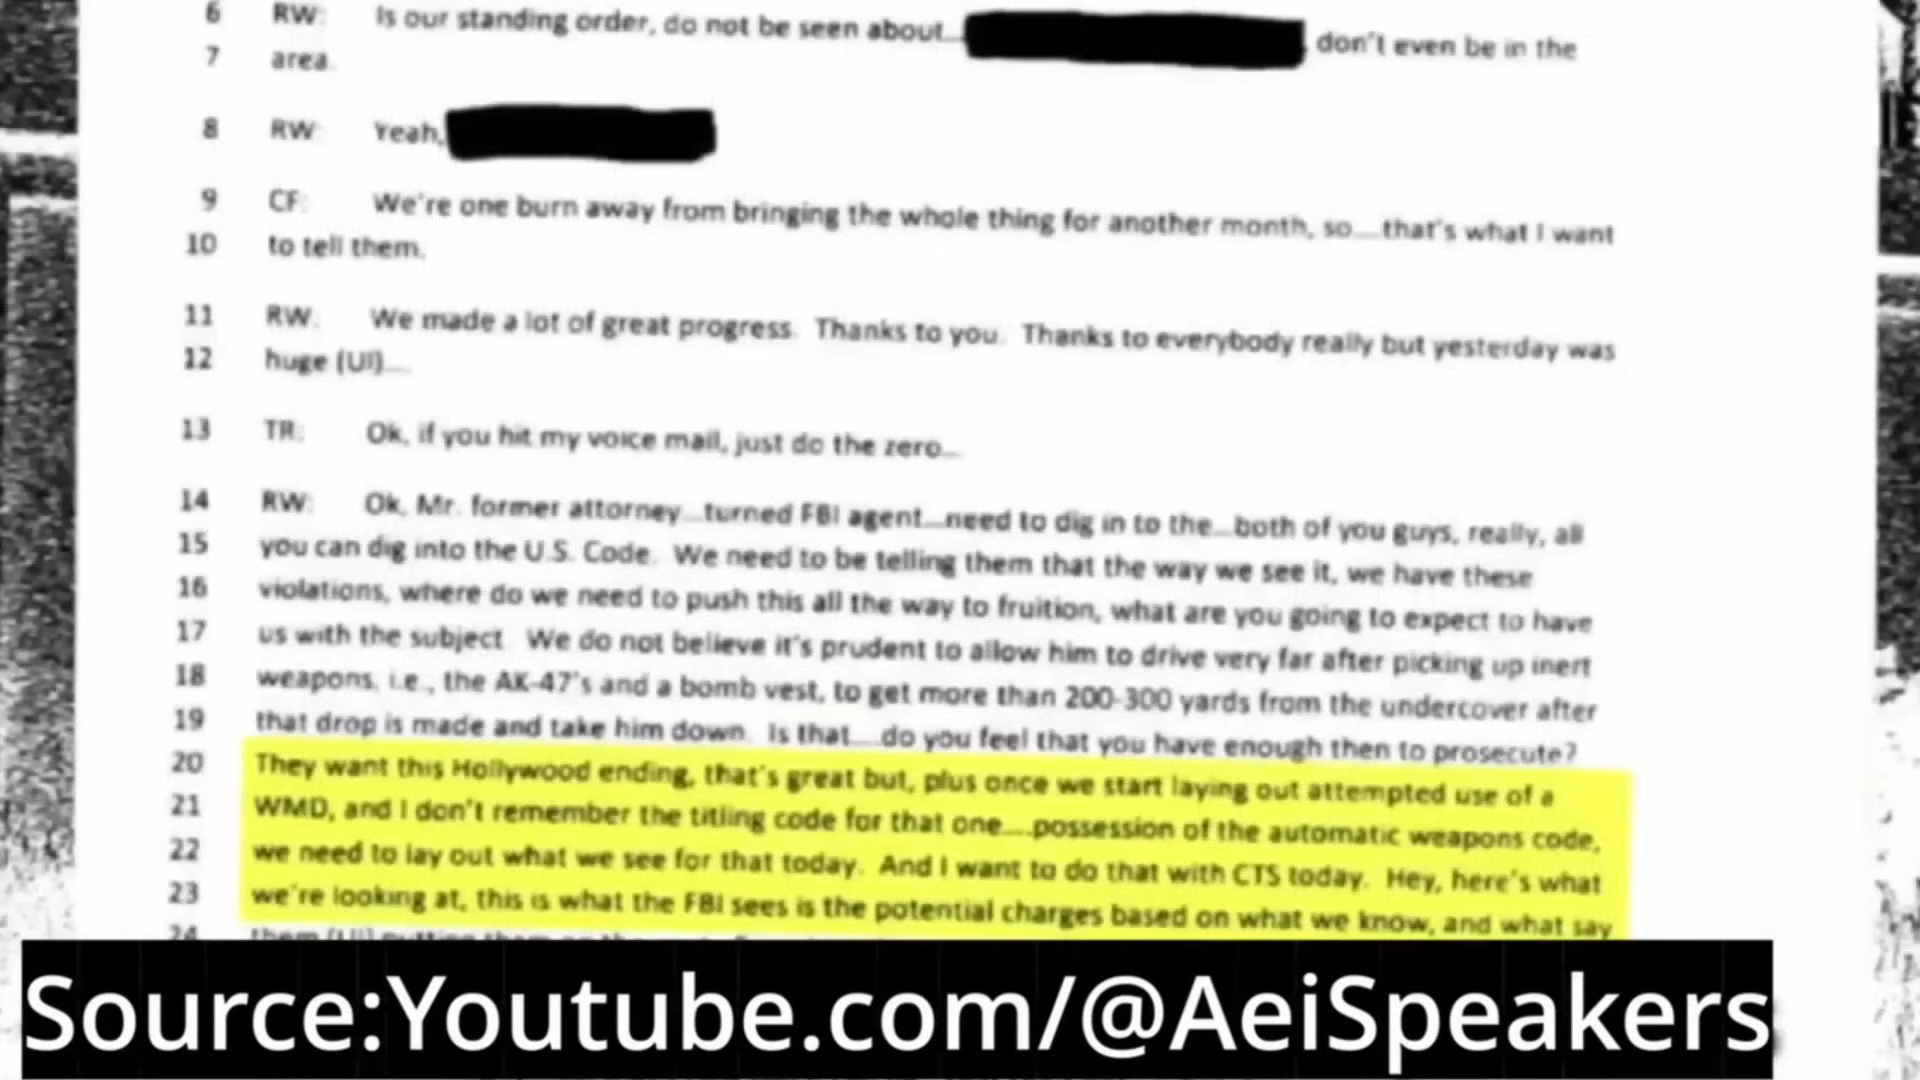 6 RW: Is our standing order, do not be seen about... don't even be in the
7 area.
8 RW: Yeah,
9 CF: We're one burn away from bringing the whole thing for another month, so....that's what I want
10 to tell them.
11 RW: We made a lot of great progress. Thanks to you. Thanks to everybody really but yesterday was
12 huge (UI)....
13 TR: Ok, if you hit my voice mail, just do the zero...
14 RW: Ok, Mr. former attorney...turned FBI agent...need to dig in to the...both of you guys, really, all
15 you can dig into the U.S. Code. We need to be telling them that the way we see it, we have these
16 violations, where do we need to push this all the way to fruition, what are you going to expect to have
17 us with the subject. We do not believe it's prudent to allow him to drive very far after picking up inert
18 weapons, i.e., the AK-47's and a bomb vest, to get more than 200-300 yards from the undercover after
19 that drop is made and take him down. Is that....do you feel that you have enough then to prosecute?
20 They want this Hollywood ending, that's great but, plus once we start laying out attempted use of a
21 WMD, and I don't remember the titling code for that one....possession of the automatic weapons code,
22 we need to lay out what we see for that today. And I want to do that with CTS today. Hey, here's what
23 we're looking at, this is what the FBI sees is the potential charges based on what we know, and what say
24
Source:Youtube.com/@AeiSpeakers